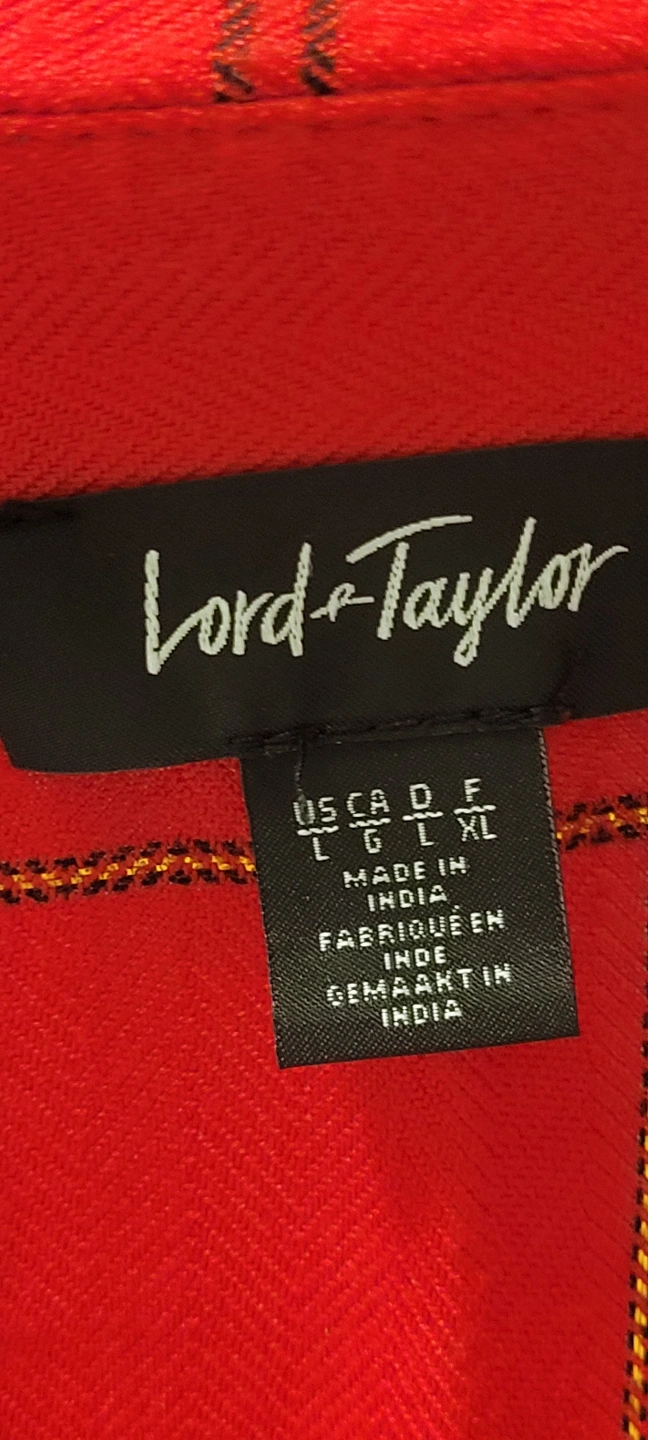 Lord & Taylor
US CA D F
L G L XL
MADE IN
INDIA
FABRIQUÉ EN
INDE
GEMAAKT IN
INDIA